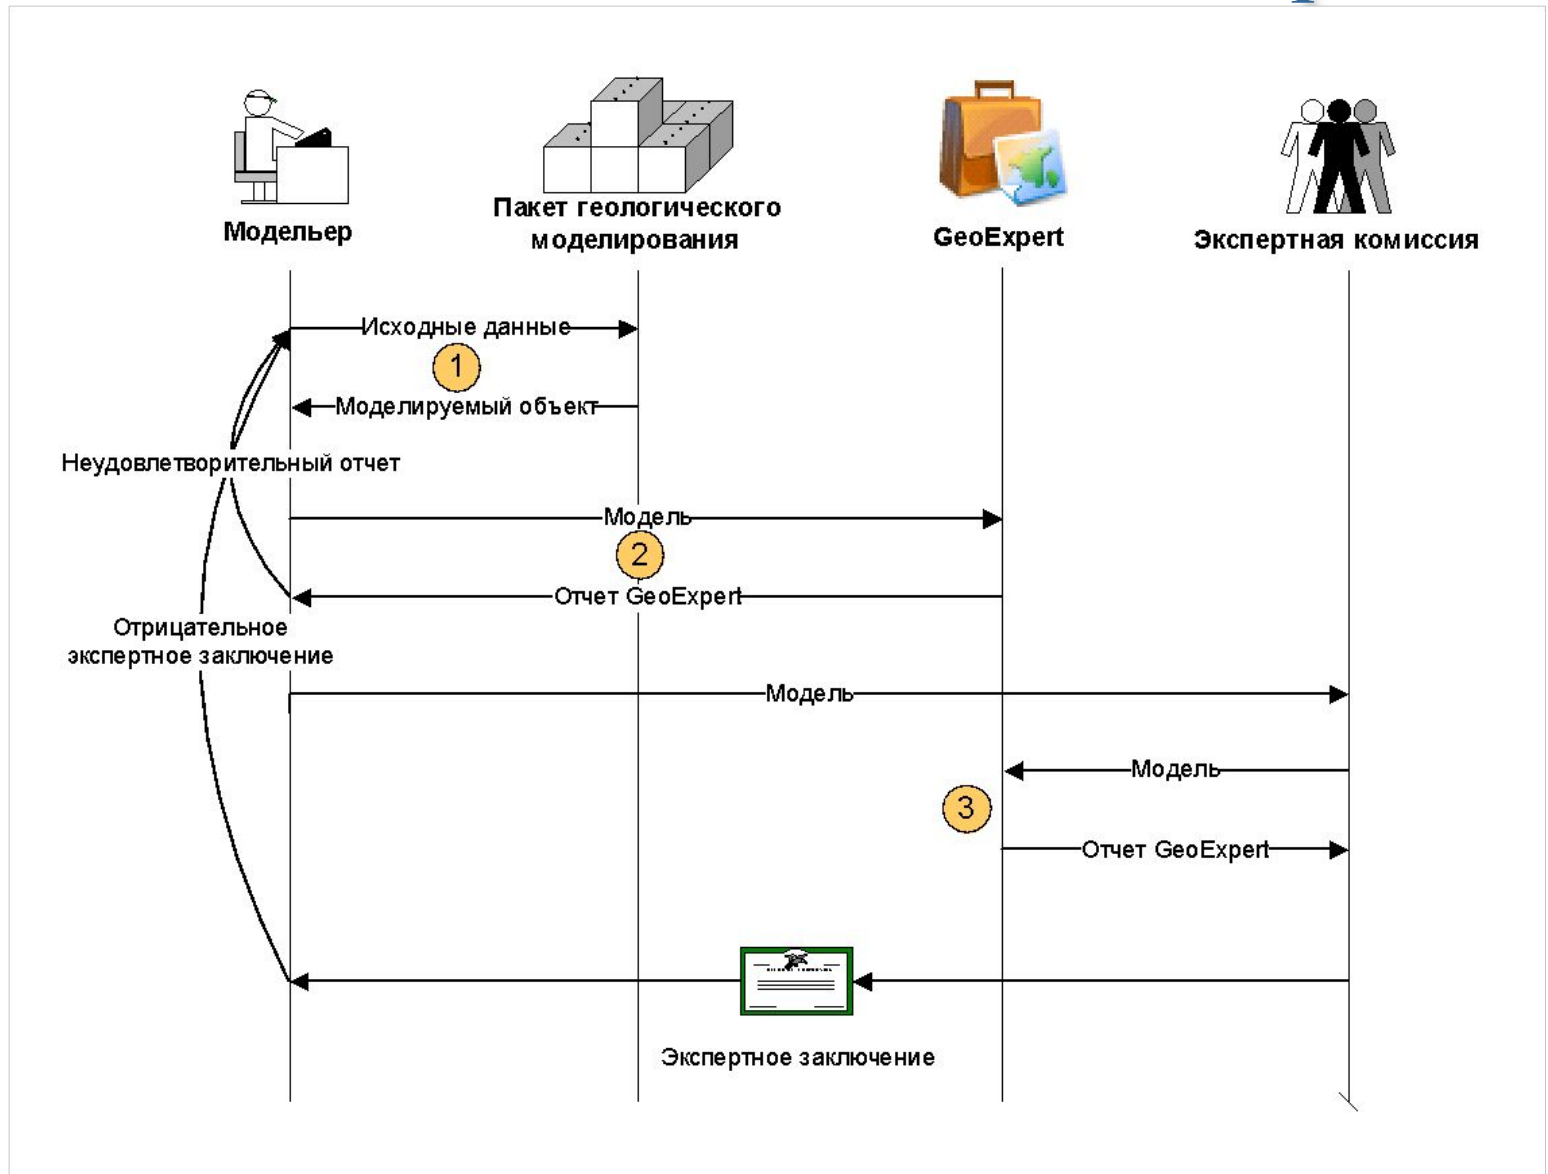 Модельер
Пакет геологического
моделирования
GeoExpert
Экспертная комиссия
Исходные данные
1
Моделируемый объект
Неудовлетворительный отчет
Модель
2
Отчет GeoExpert
Отрицательное
экспертное заключение
Модель
Модель
3
Отчет GeoExpert
Экспертное заключение